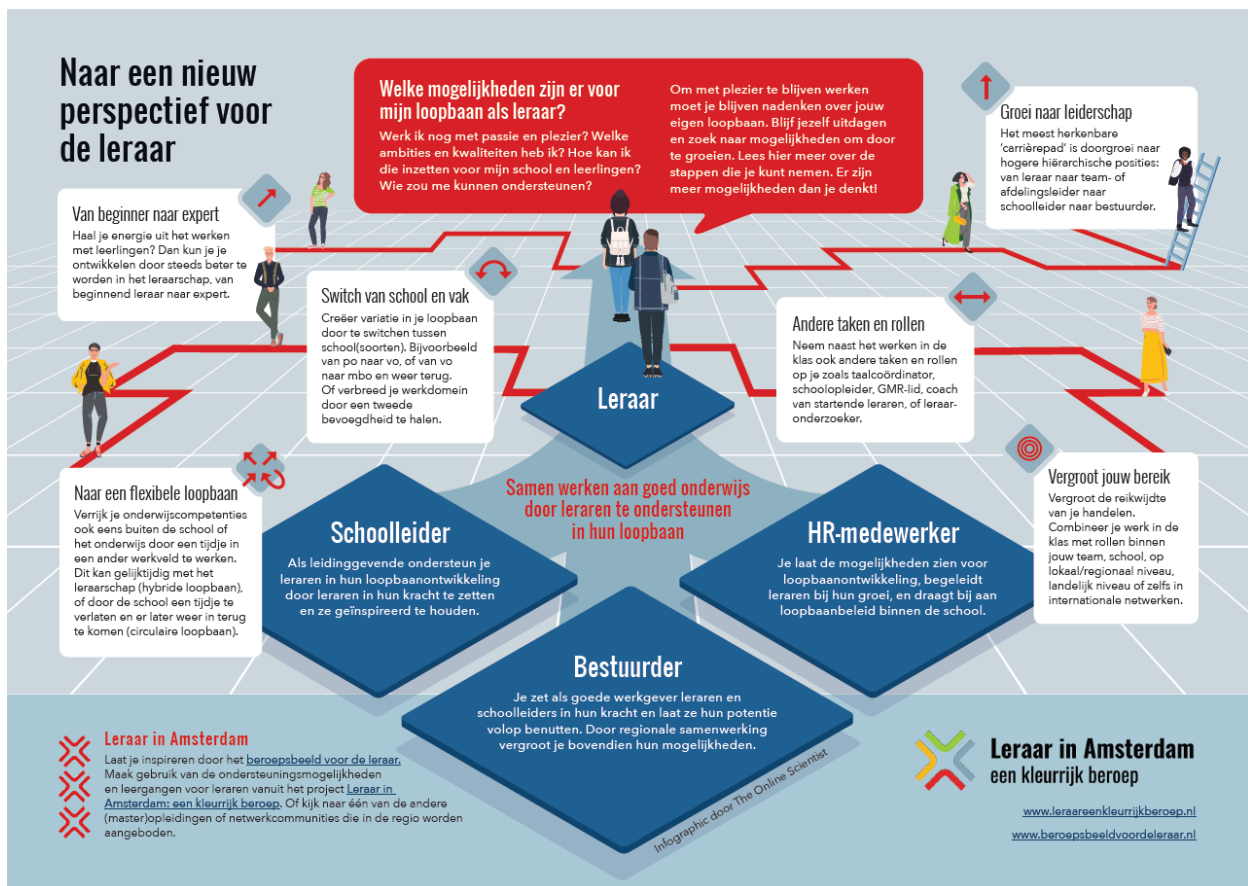 Naar een nieuw
perspectief voor
de leraar
Welke mogelijkheden zijn er voor
mijn loopbaan als leraar?
Werk ik nog met passie en plezier? Welke
ambities en kwaliteiten heb ik? Hoe kan ik
die inzetten voor mijn school en leerlingen?
Wie zou me kunnen ondersteunen?
Om met plezier te blijven werken
moet je blijven nadenken over jouw
eigen loopbaan. Blijf jezelf uitdagen
en zoek naar mogelijkheden om door
te groeien. Lees hier meer over de
stappen die je kunt nemen. Er zijn
meer mogelijkheden dan je denkt!
Groei naar leiderschap
Het meest herkenbare
‘carrièrepad’ is doorgroei naar
hogere hiërarchische posities:
van leraar naar team- of
afdelingsleider naar
schoolleider naar bestuurder.
Van beginner naar expert
Haal je energie uit het werken
met leerlingen? Dan kun je je
ontwikkelen door steeds beter te
worden in het leraarschap, van
beginnend leraar naar expert.
Switch van school en vak
Creëer variatie in je loopbaan
door te switchen tussen
school(soorten). Bijvoorbeeld
van po naar vo, of van vo
naar mbo en weer terug.
Of verbreed je werkdomein
door een tweede
bevoegdheid te halen.
Andere taken en rollen
Neem naast het werken in de
klas ook andere taken en rollen
op je zoals taalcoördinator,
schoolopleider, GMR-lid, coach
van startende leraren, of leraar-
onderzoeker.
Leraar
Naar een flexibele loopbaan
Verrijk je onderwijscompetenties
ook eens buiten de school of
het onderwijs door een tijdje in
een ander werkveld te werken.
Dit kan gelijktijdig met het
leraarschap (hybride loopbaan),
of door de school een tijdje te
verlaten en er later weer in terug
te komen (circulaire loopbaan).
Samen werken aan goed onderwijs
door leraren te ondersteunen
in hun loopbaan
Vergroot jouw bereik
Vergroot de reikwijdte
van je handelen.
Combineer je werk in de
klas met rollen binnen
jouw team, school, op
lokaal/regionaal niveau,
landelijk niveau of zelfs in
internationale netwerken.
Schoolleider
Als leidinggevende ondersteun je
leraren in hun loopbaanontwikkeling
door leraren in hun kracht te zetten
en ze geïnspireerd te houden.
HR-medewerker
Je laat de mogelijkheden zien voor
loopbaanontwikkeling, begeleidt
leraren bij hun groei, en draagt bij aan
loopbaanbeleid binnen de school.
Bestuurder
Je zet als goede werkgever leraren en
schoolleiders in hun kracht en laat ze hun potentie
volop benutten. Door regionale samenwerking
vergroot je bovendien hun mogelijkheden.
Infographic door The Online Scientist
Leraar in Amsterdam
Laat je inspireren door het beroepsbeeld voor de leraar.
Maak gebruik van de ondersteuningsmogelijkheden
en leergangen voor leraren vanuit het project Leraar in
Amsterdam: een kleurrijk beroep. Of kijk naar één van de andere
(master)opleidingen of netwerkcommunities die in de regio worden
aangeboden.
Leraar in Amsterdam
een kleurrijk beroep
www.leraareenkleurrijkberoep.nl
www.beroepsbeeldvoordeleraar.nl